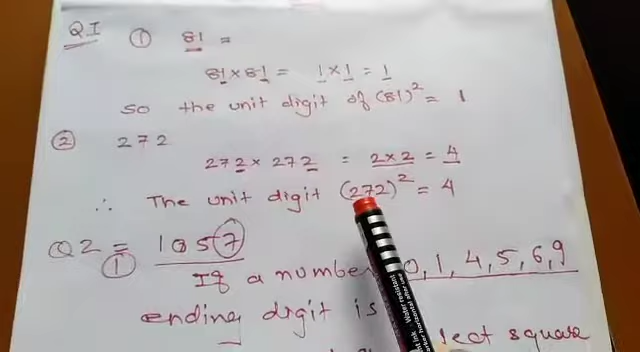 Q I ① 81 =
81 × 81 = 1 × 1 = 1
so the unit digit of (81)² = 1
② 272
272 × 272 = 2 × 2 = 4
∴ The unit digit (272)² = 4
Q2 = 1057
① If a number 0, 1, 4, 5, 6, 9
ending digit is
square